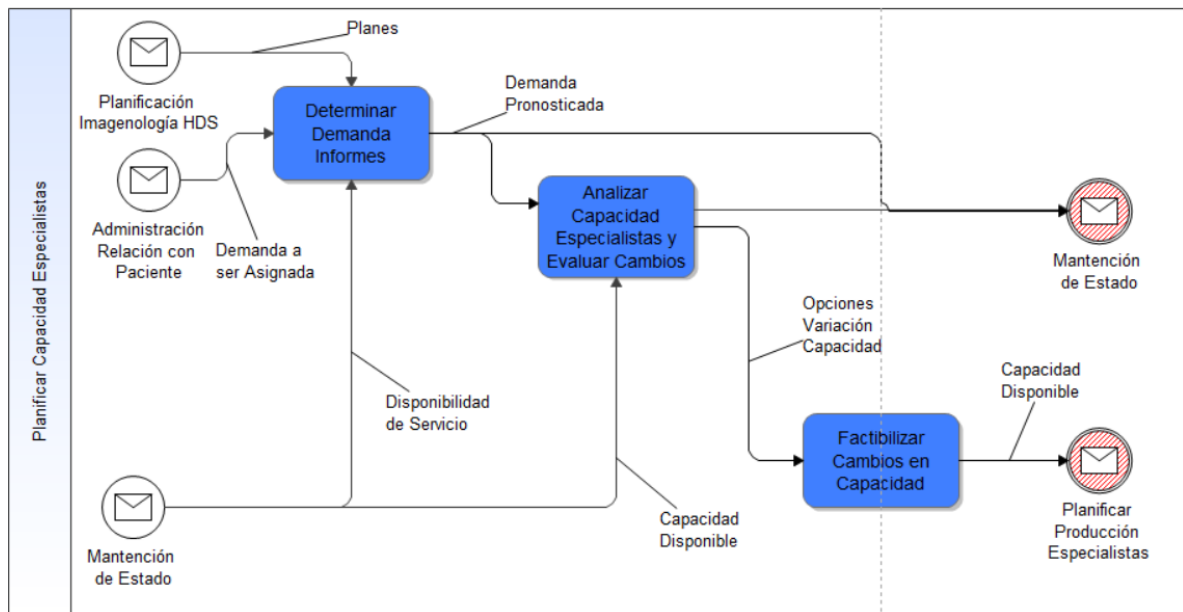 Planificar Capacidad Especialistas
Planes
Planificación
Imagenología HDS
Determinar
Demanda
Informes
Demanda
Pronosticada
Administración
Relación con
Paciente
Demanda a
ser Asignada
Analizar
Capacidad
Especialistas y
Evaluar Cambios
Mantención
de Estado
Opciones
Variación
Capacidad
Disponibilidad
de Servicio
Capacidad
Disponible
Factibilizar
Cambios en
Capacidad
Mantención
de Estado
Capacidad
Disponible
Planificar
Producción
Especialistas